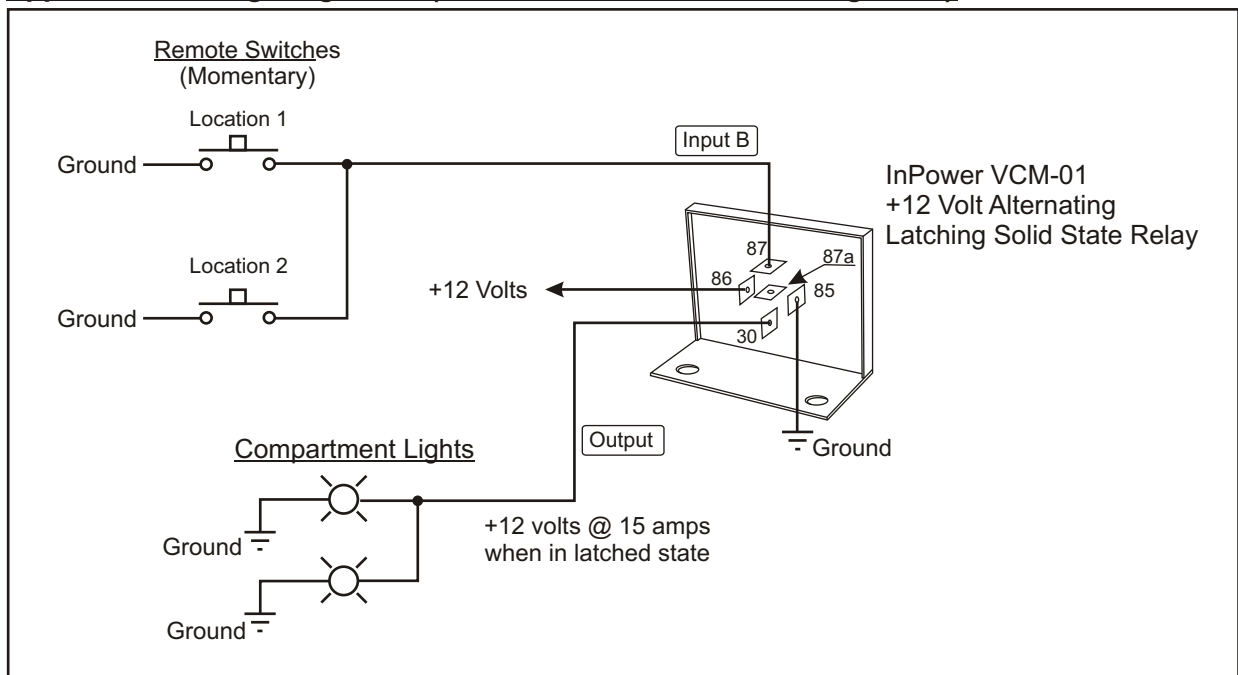 Remote Switches
(Momentary)
Location 1
Ground
Input B
InPower VCM-01
+12 Volt Alternating
Latching Solid State Relay
87
87a
86
85
30
Location 2
+12 Volts
Ground
Output
Ground
Compartment Lights
+12 volts @ 15 amps
when in latched state
Ground
Ground